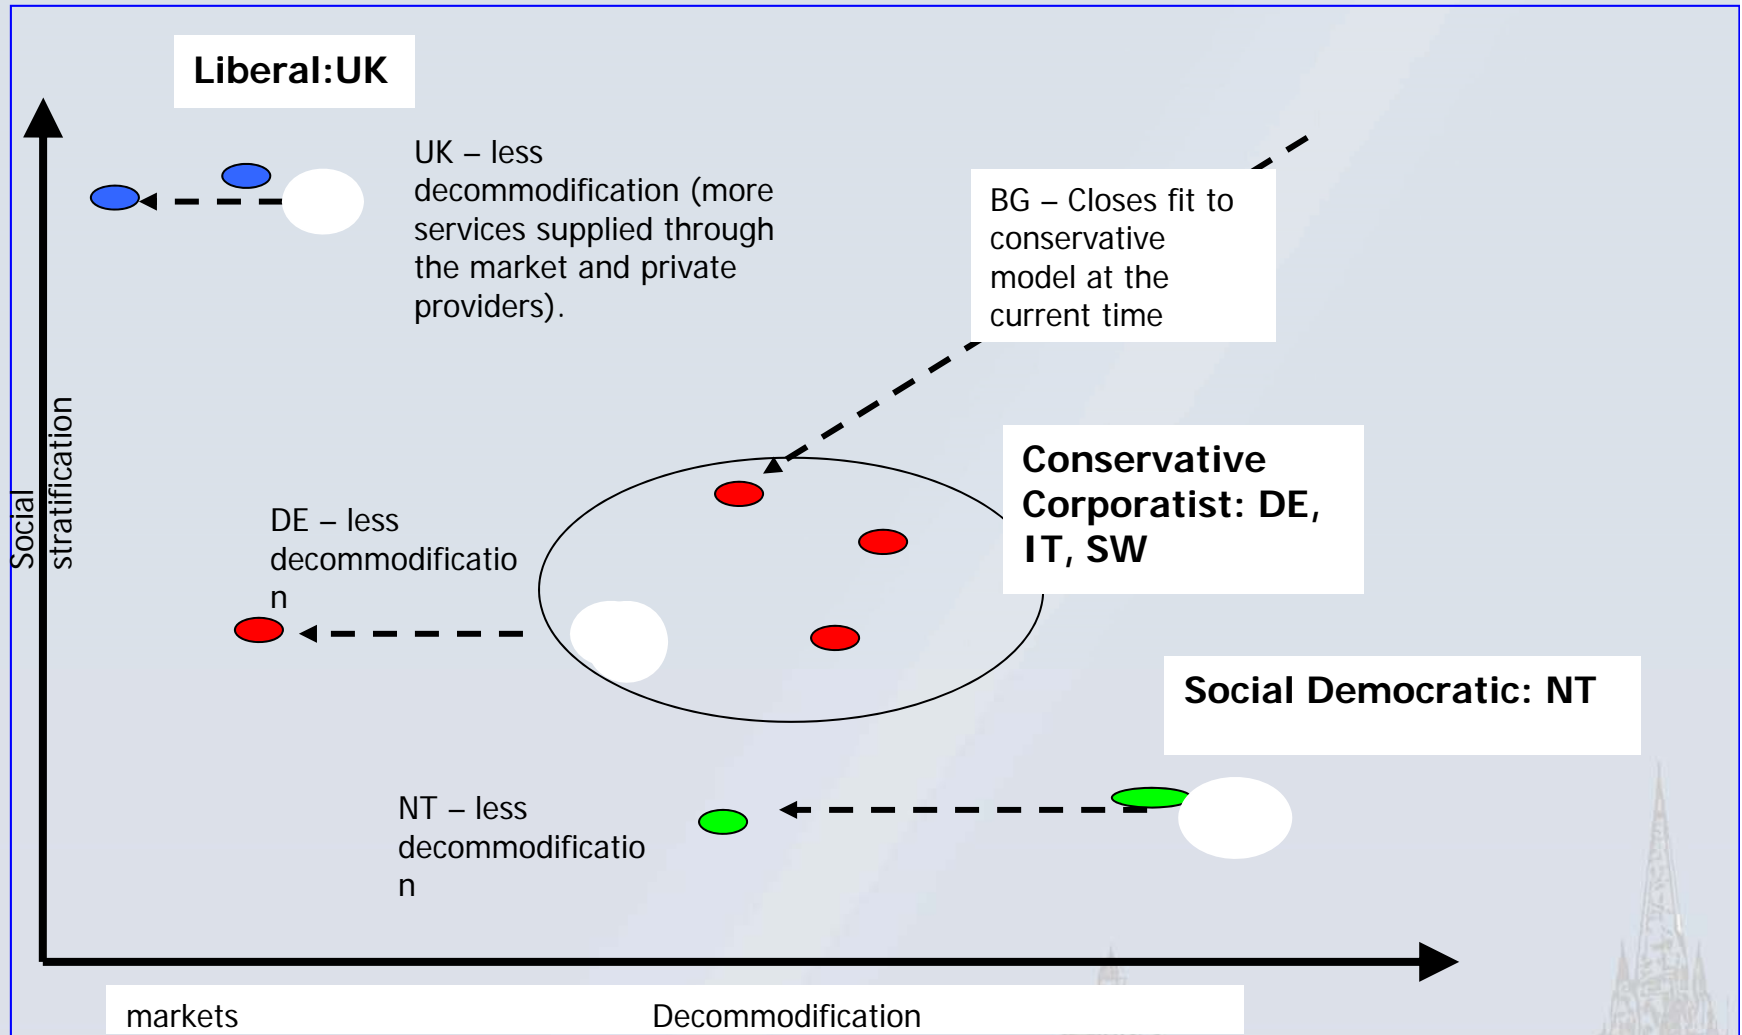 Liberal:UK
UK – less
decommodification (more
services supplied through
the market and private
providers).
BG – Closes fit to
conservative
model at the
current time
Social
stratification
Conservative
Corporatist: DE,
IT, SW
DE – less
decommodificatio
n
Social Democratic: NT
NT – less
decommodificatio
n
markets Decommodification